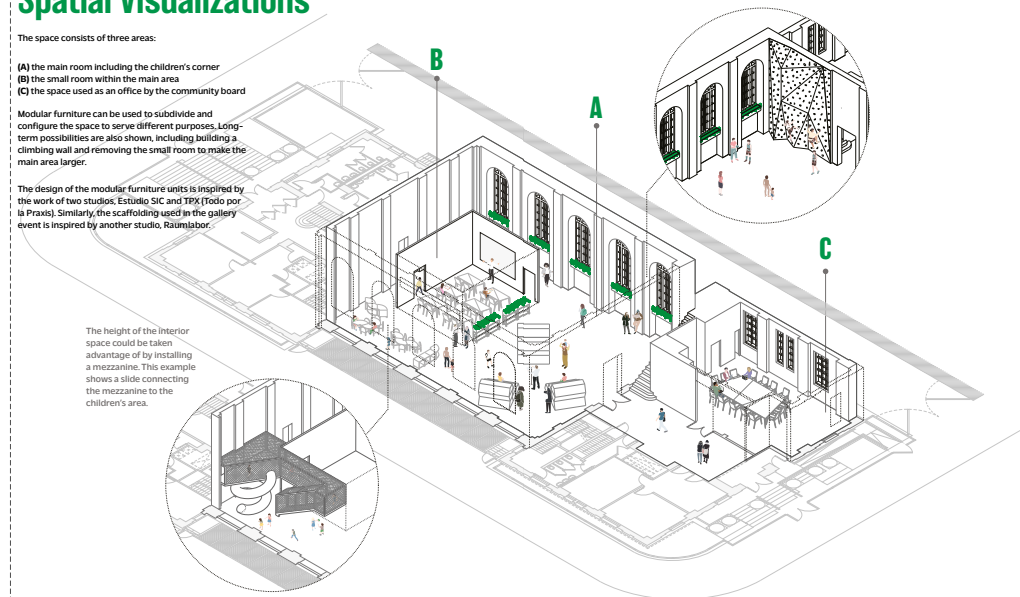 Spatial Visualizations
The space consists of three areas:
(A) the main room including the children's corner
(B) the small room within the main area
(C) the space used as an office by the community board
Modular furniture can be used to subdivide and
configure the space to serve different purposes. Long-
term possibilities are also shown, including building a
climbing wall and removing the small room to make the
main area larger.
The design of the modular furniture units is inspired by
the work of two studios, Estudio SIC and TPX (Todo por
la Praxis). Similarly, the scaffolding used in the gallery
event is inspired by another studio, Raumlabor.
B
A
C
The height of the interior
space could be taken
advantage of by installing
a mezzanine. This example
shows a slide connecting
the mezzanine to the
children's area.